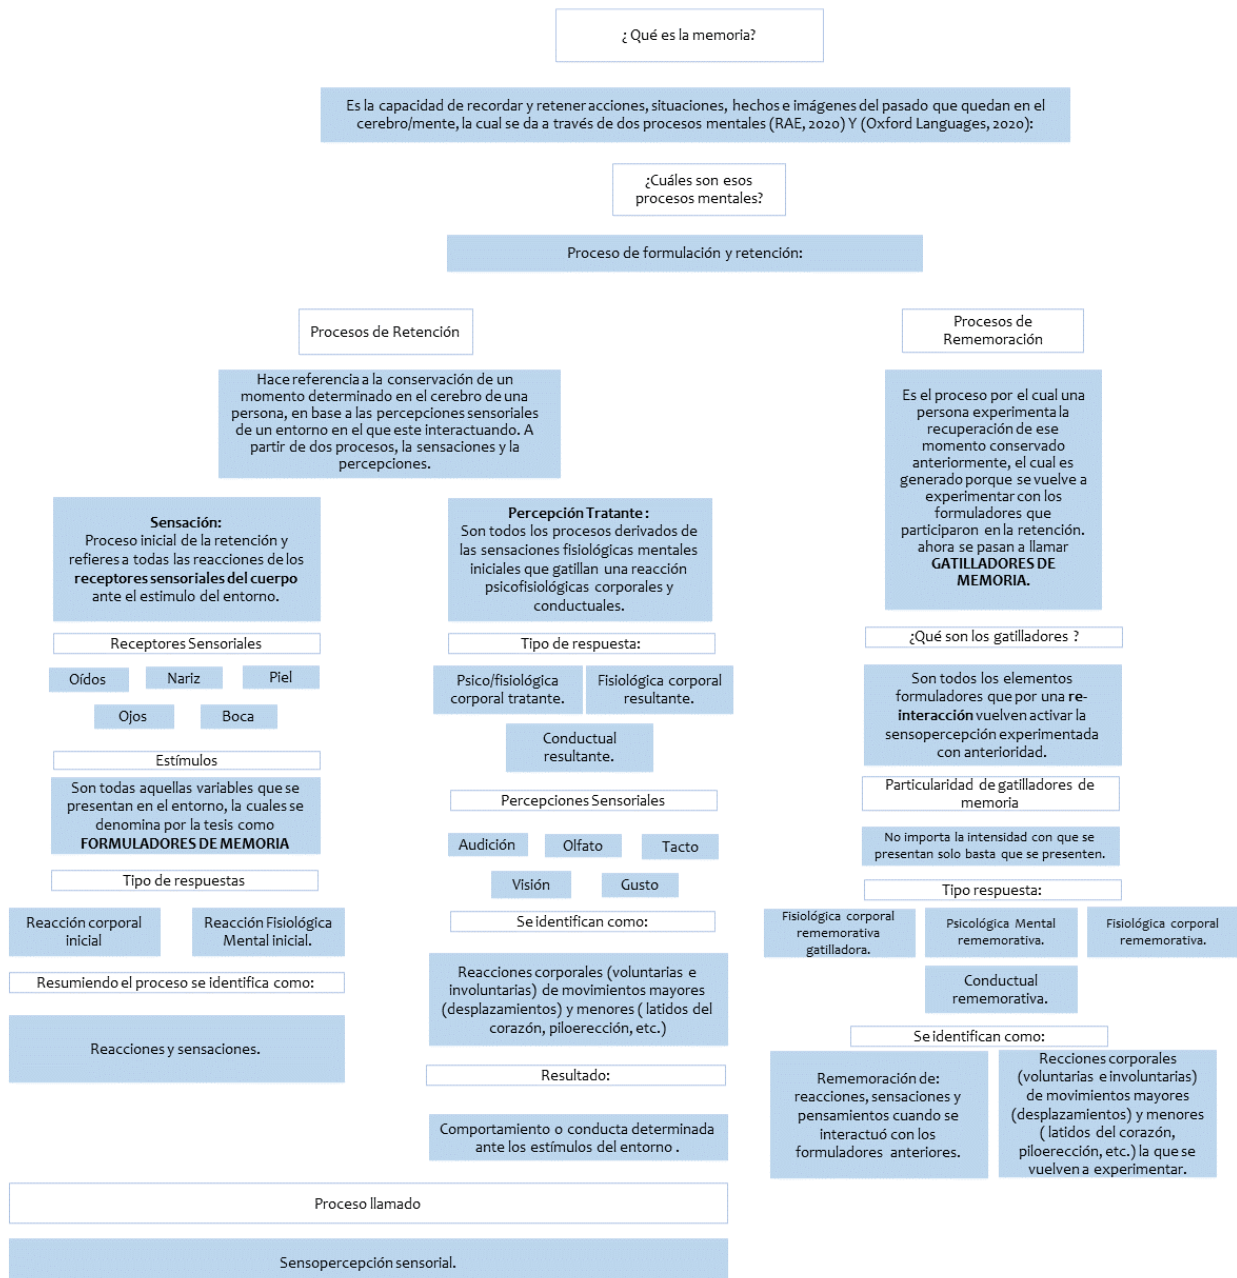 ¿ Qué es la memoria?
Es la capacidad de recordar y retener acciones, situaciones, hechos e imágenes del pasado que quedan en el
cerebro/mente, la cual se da a través de dos procesos mentales (RAE, 2020) Y (Oxford Languages, 2020):
¿Cuáles son esos
procesos mentales?
Proceso de formulación y retención:
Procesos de Retención
Hace referencia a la conservación de un
momento determinado en el cerebro de una
persona, en base a las percepciones sensoriales
de un entorno en el que este interactuando. A
partir de dos procesos, la sensaciones y la
percepciones.
Sensación:
Proceso inicial de la retención y
refieres a todas las reacciones de los
receptores sensoriales del cuerpo
ante el estimulo del entorno.
Receptores Sensoriales
Oídos
Nariz
Piel
Ojos
Boca
Estímulos
Son todas aquellas variables que se
presentan en el entorno, la cuales se
denomina por la tesis como
FORMULADORES DE MEMORIA
Tipo de respuestas
Reacción corporal
inicial
Reacción Fisiológica
Mental inicial.
Resumiendo el proceso se identifica como:
Reacciones y sensaciones.
Percepción Tratante :
Son todos los procesos derivados de
las sensaciones fisiológicas mentales
iniciales que gatillan una reacción
psicofisiológicas corporales y
conductuales.
Tipo de respuesta:
Psico/fisiológica
corporal tratante.
Fisiológica corporal
resultante.
Conductual
resultante.
Percepciones Sensoriales
Audición
Olfato
Tacto
Visión
Gusto
Se identifican como:
Reacciones corporales (voluntarias e
involuntarias) de movimientos mayores
(desplazamientos) y menores ( latidos del
corazón, piloerección, etc.)
Resultado:
Comportamiento o conducta determinada
ante los estímulos del entorno .
Proceso llamado
Sensopercepción sensorial.
Procesos de
Rememoración
Es el proceso por el cual una
persona experimenta la
recuperación de ese
momento conservado
anteriormente, el cual es
generado porque se vuelve a
experimentar con los
formuladores que
participaron en la retención.
ahora se pasan a llamar
GATILLADORES DE
MEMORIA.
¿Qué son los gatilladores ?
Son todos los elementos
formuladores que por una re-
interacción vuelven activar la
sensopercepción experimentada
con anterioridad.
Particularidad de gatilladores de
memoria
No importa la intensidad con que se
presentan solo basta que se presenten.
Tipo respuesta:
Fisiológica corporal
rememorativa
gatilladora.
Psicológica Mental
rememorativa.
Fisiológica corporal
rememorativa.
Conductual
rememorativa.
Se identifican como:
Rememoración de:
reacciones, sensaciones y
pensamientos cuando se
interactuó con los
formuladores anteriores.
Recciones corporales
(voluntarias e involuntarias)
de movimientos mayores
(desplazamientos) y menores
( latidos del corazón,
piloerección, etc.) la que se
vuelven a experimentar.